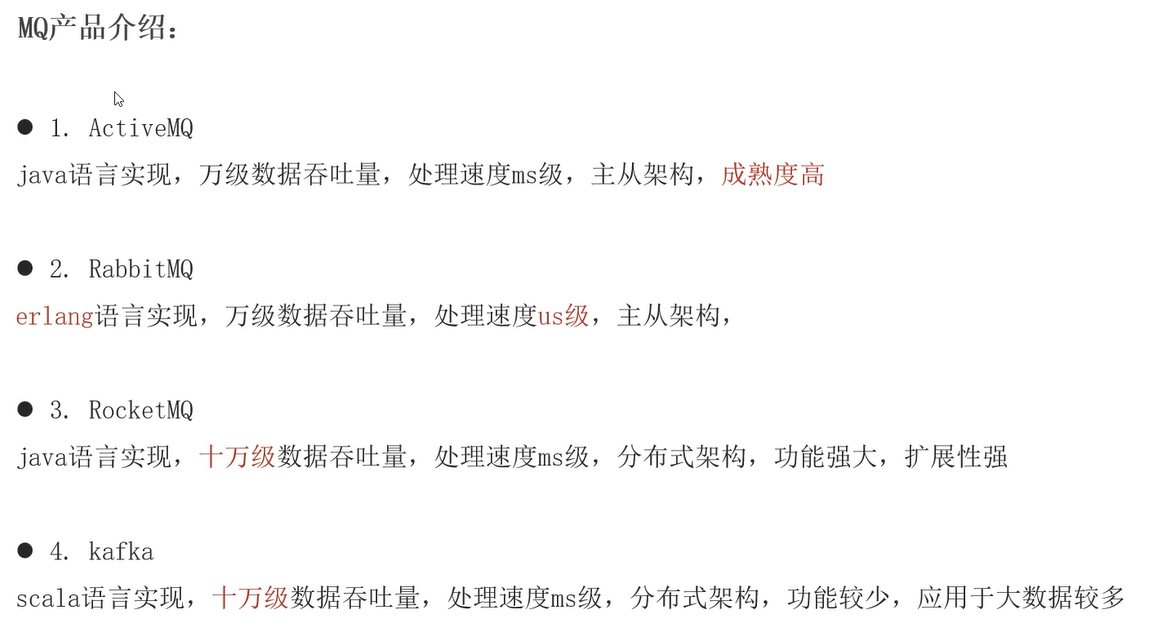 MQ产品介绍：
● 1. ActiveMQ
java语言实现，万级数据吞吐量，处理速度ms级，主从架构，成熟度高
● 2. RabbitMQ
erlang语言实现，万级数据吞吐量，处理速度us级，主从架构，
● 3. RocketMQ
java语言实现，十万级数据吞吐量，处理速度ms级，分布式架构，功能强大，扩展性强
● 4. kafka
scala语言实现，十万级数据吞吐量，处理速度ms级，分布式架构，功能较少，应用于大数据较多